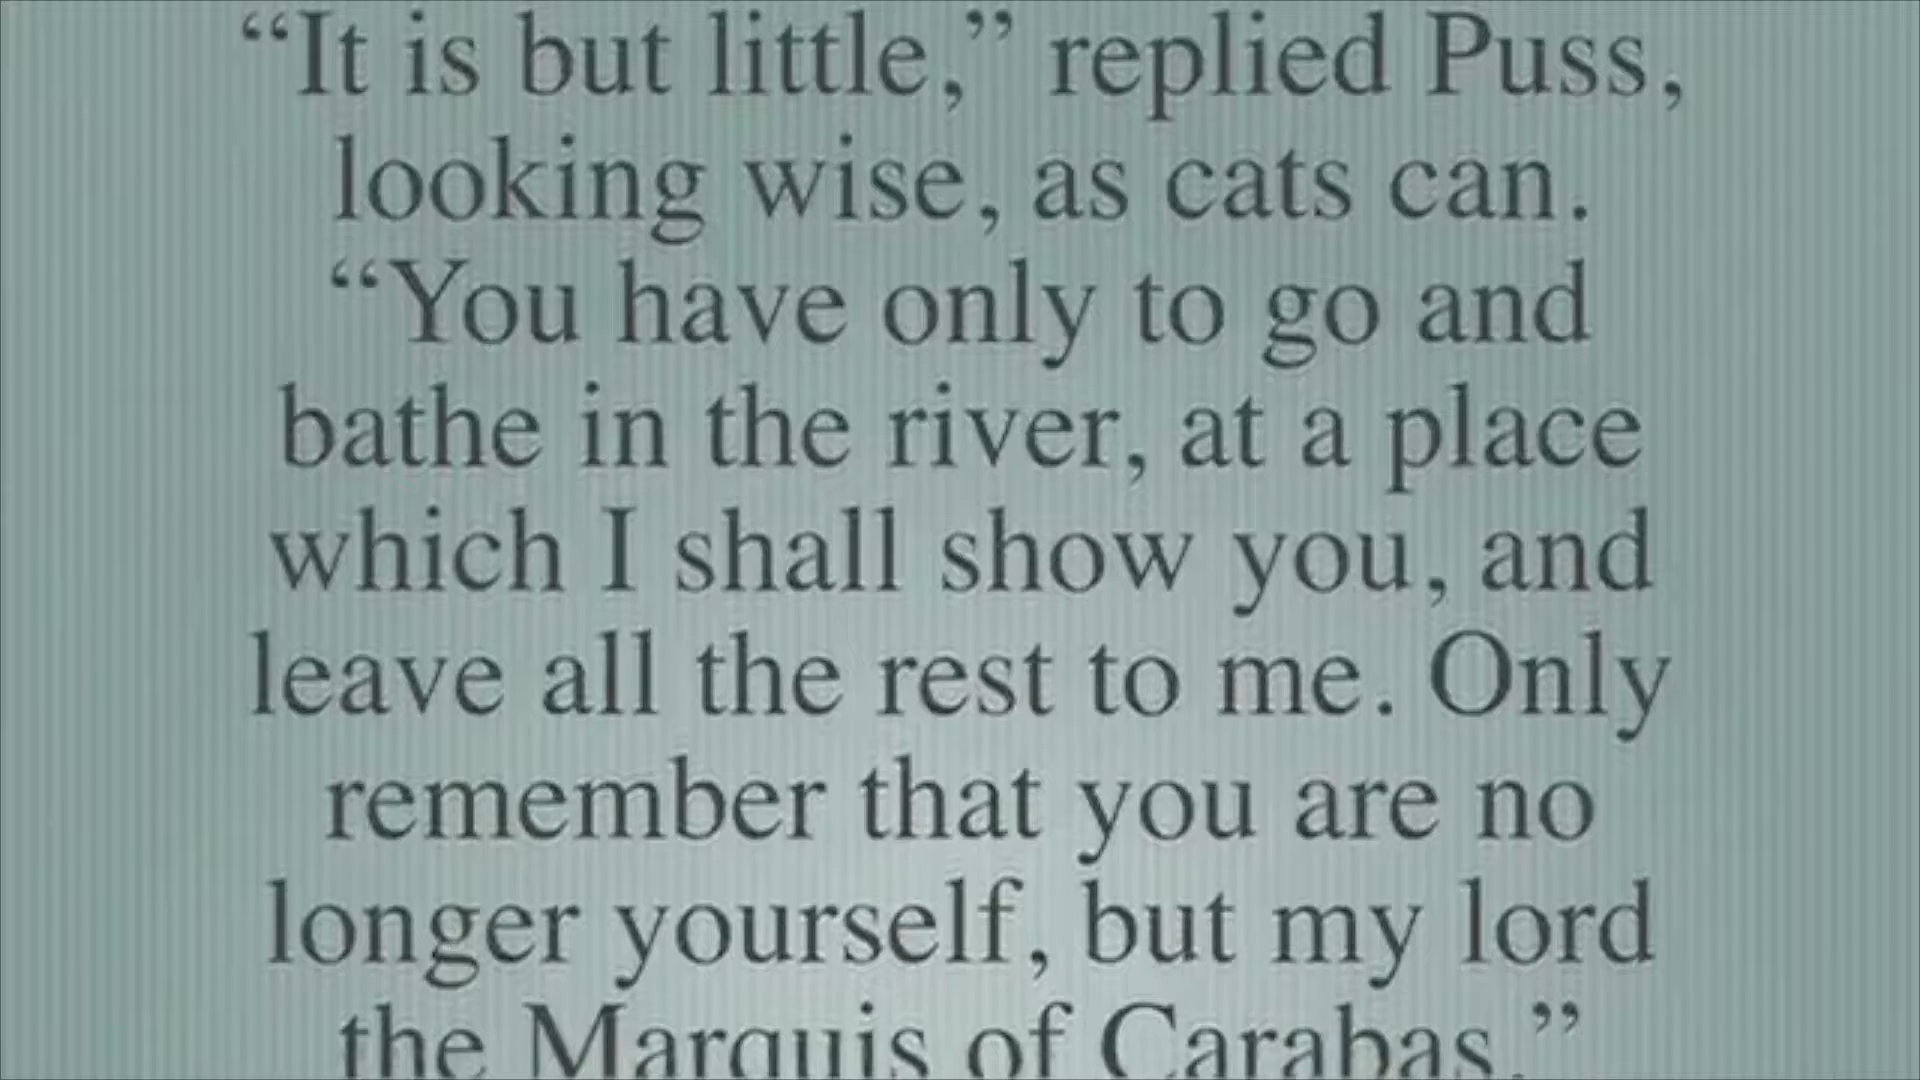 “It is but little,” replied Puss,
looking wise, as cats can.
“You have only to go and
bathe in the river, at a place
which I shall show you, and
leave all the rest to me. Only
remember that you are no
longer yourself, but my lord
the Marquis of Carabas.”